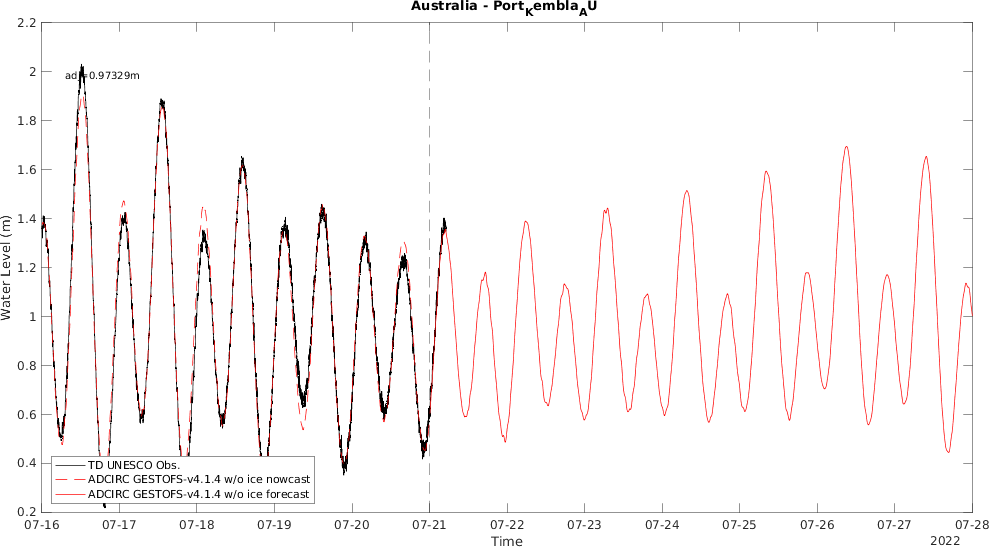 Australia - Port_Kembla_AU
2.2
2
1.8
1.6
1.4
1.2
1
0.8
0.6
0.4
0.2
Water Level (m)
adj=0.97329m
TD UNESCO Obs.
ADCIRC GESTOFS-v4.1.4 w/o ice nowcast
ADCIRC GESTOFS-v4.1.4 w/o ice forecast
07-16 07-17 07-18 07-19 07-20 07-21 07-22 07-23 07-24 07-25 07-26 07-27 07-28
Time
2022